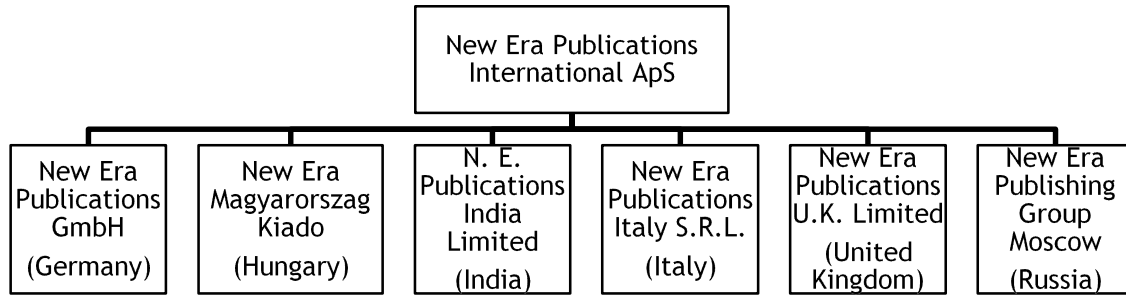 New Era Publications
International ApS
New Era
Publications
GmbH
(Germany)
New Era
Magyarorszag
Kiado
(Hungary)
N. E.
Publications
India
Limited
(India)
New Era
Publications
Italy S.R.L.
(Italy)
New Era
Publications
U.K. Limited
(United
Kingdom)
New Era
Publishing
Group
Moscow
(Russia)